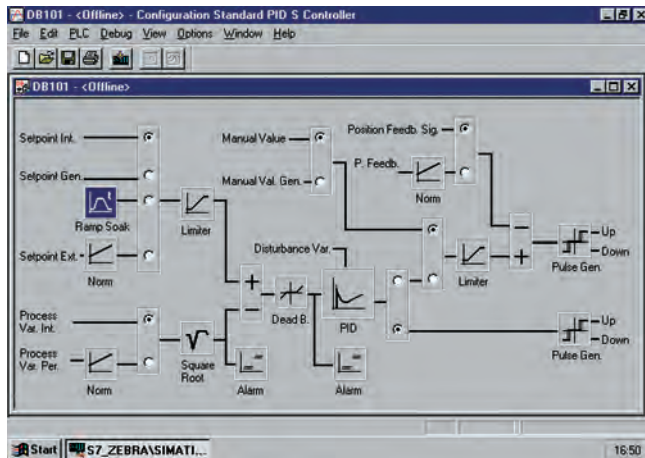 DB101 - <Offline> - Configuration Standard PID S Controller
File Edit PLC Debug View Options Window Help
DB101 - <Offline>
Setpoint Int.
Manual Value
Position Feedb. Sig.
P. Feedb.
Setpoint Gen.
Manual Val. Gen.
Norm
Ramp Soak
Limiter
Up
Down
Setpoint Ext.
Disturbance Var.
Limiter
Pulse Gen.
Norm
Process
Var. Int.
Dead B.
PID
Up
Down
Process
Var. Per.
Pulse Gen.
Norm
Square
Root
Alarm
Alarm
Start
S7_ZEBRA\SIMATI...
16:50